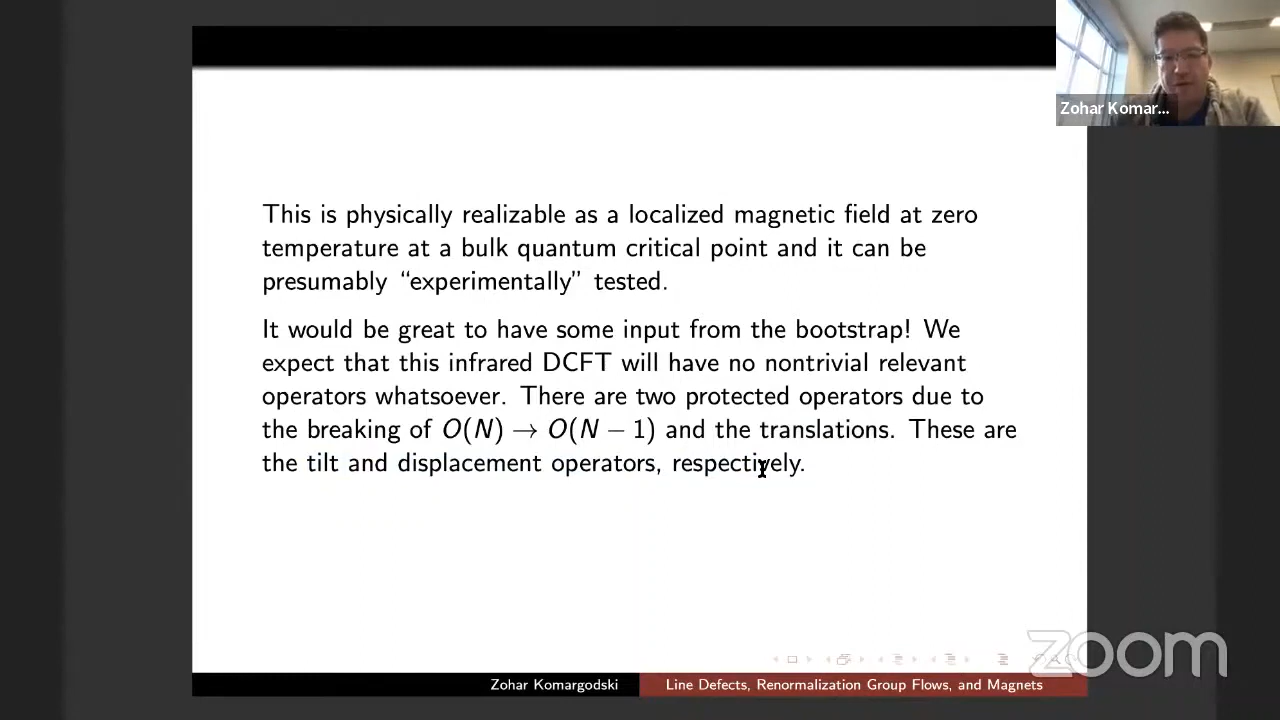 Zohar Komar...
This is physically realizable as a localized magnetic field at zero
temperature at a bulk quantum critical point and it can be
presumably “experimentally” tested.
It would be great to have some input from the bootstrap! We
expect that this infrared DCFT will have no nontrivial relevant
operators whatsoever. There are two protected operators due to
the breaking of O(N) → O(N − 1) and the translations. These are
the tilt and displacement operators, respectively.
zoom
Zohar Komargodski
Line Defects, Renormalization Group Flows, and Magnets